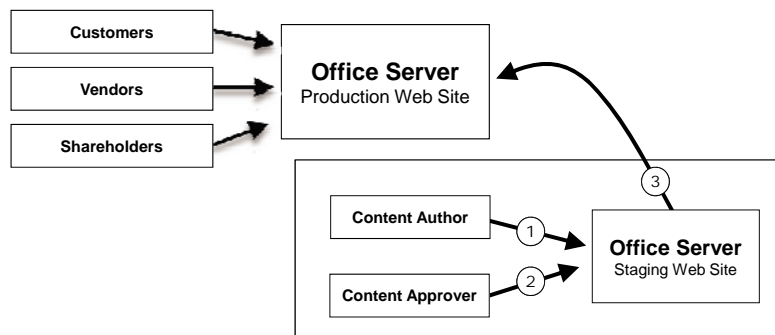 Customers
Vendors
Shareholders
Office Server
Production Web Site
3
Content Author
1
Office Server
Staging Web Site
Content Approver
2